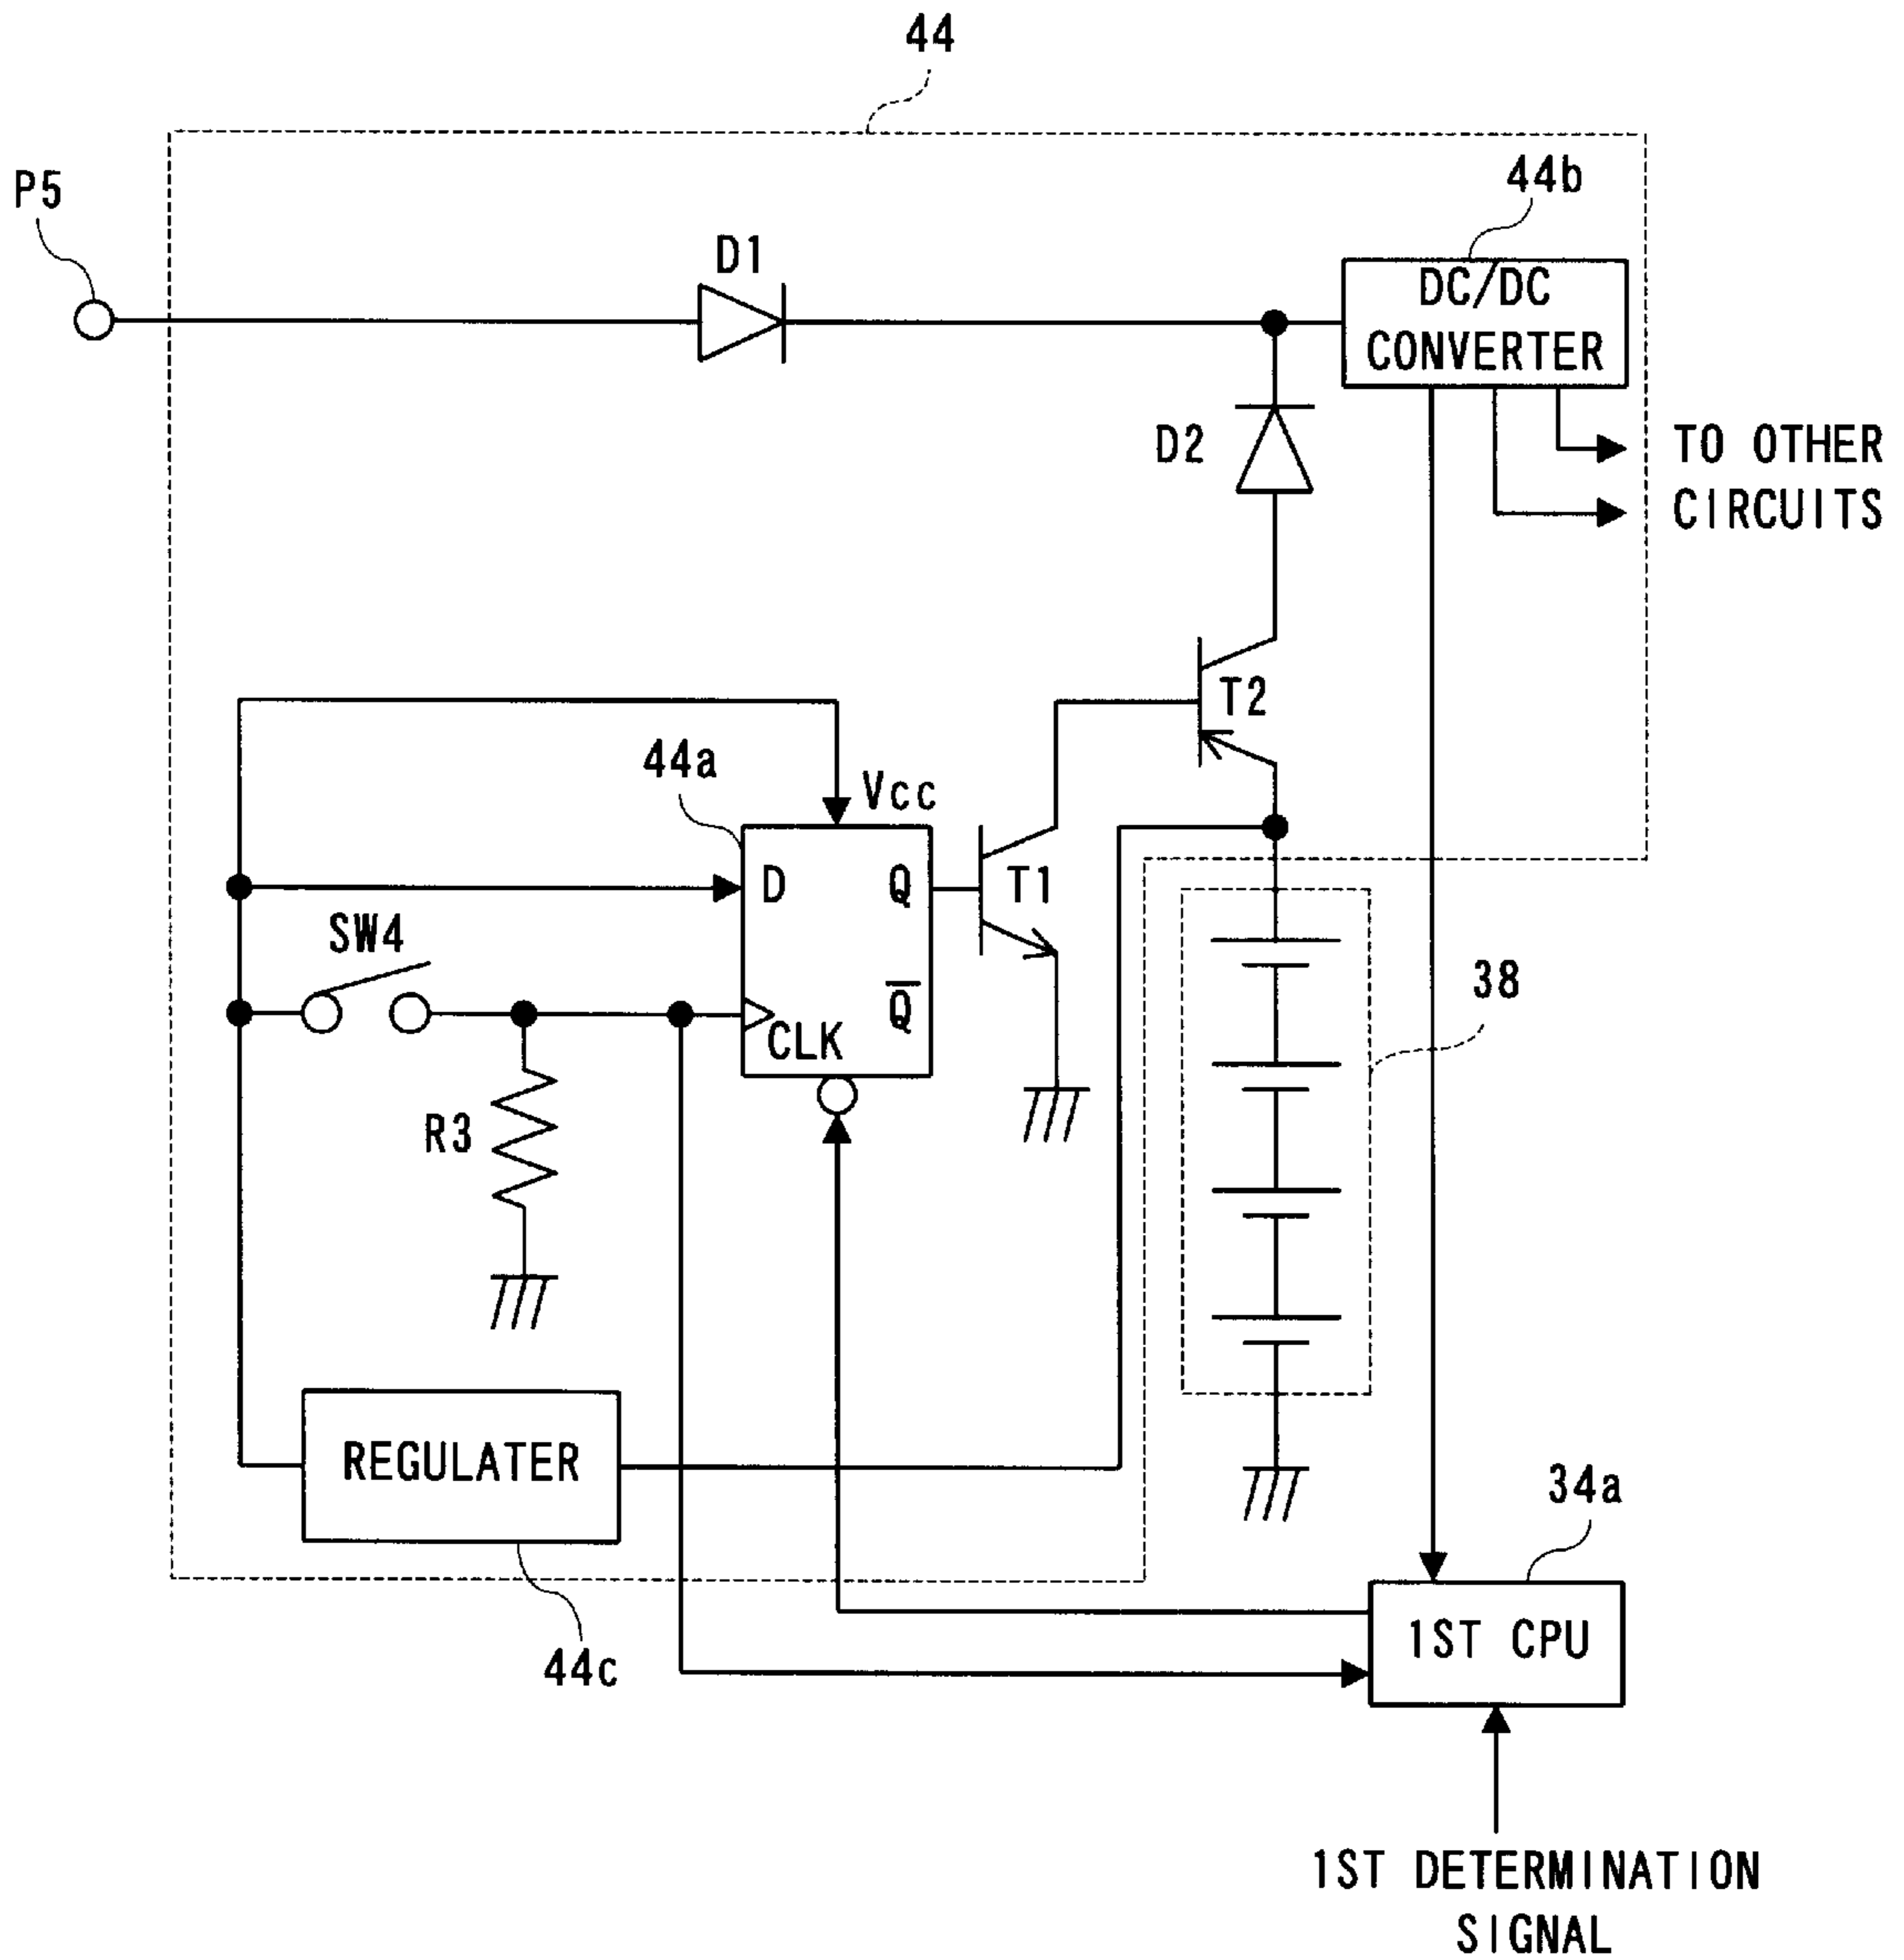 44
P5
44b
D1
DC/DC
CONVERTER
D2
TO OTHER
CIRCUITS
T2
44a
Vcc
D
Q
T1
SW4
38
Q̅
CLK
R3
REGULATER
34a
1ST CPU
44c
1ST DETERMINATION
SIGNAL